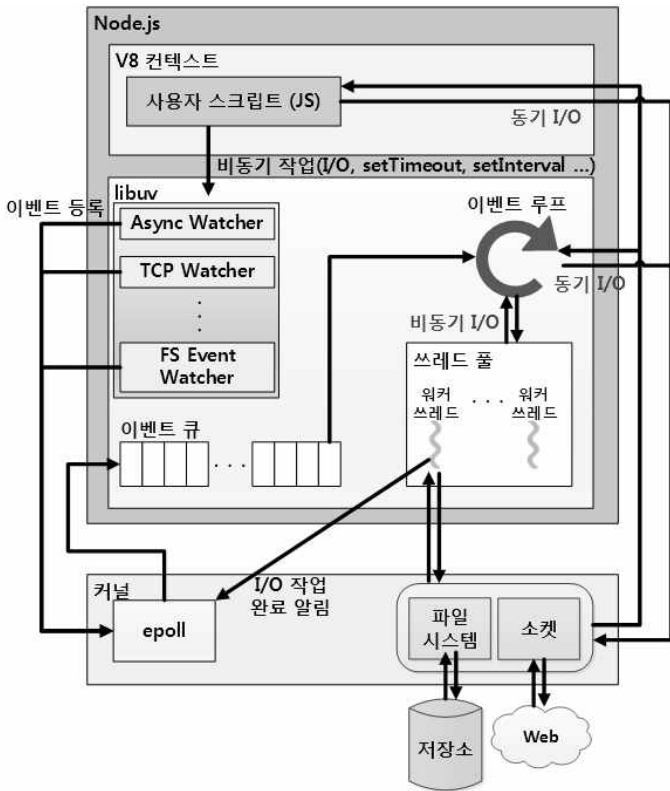 Node.js
V8 컨텍스트
사용자 스크립트 (JS)
동기 I/O
비동기 작업(I/O, setTimeout, setInterval ...)
이벤트 등록
libuv
Async Watcher
TCP Watcher
FS Event
Watcher
이벤트 루프
동기 I/O
비동기 I/O
쓰레드 풀
워커
쓰레드
. . .
워커
쓰레드
이벤트 큐
. . .
커널
epoll
I/O 작업
완료 알림
파일
시스템
소켓
저장소
Web